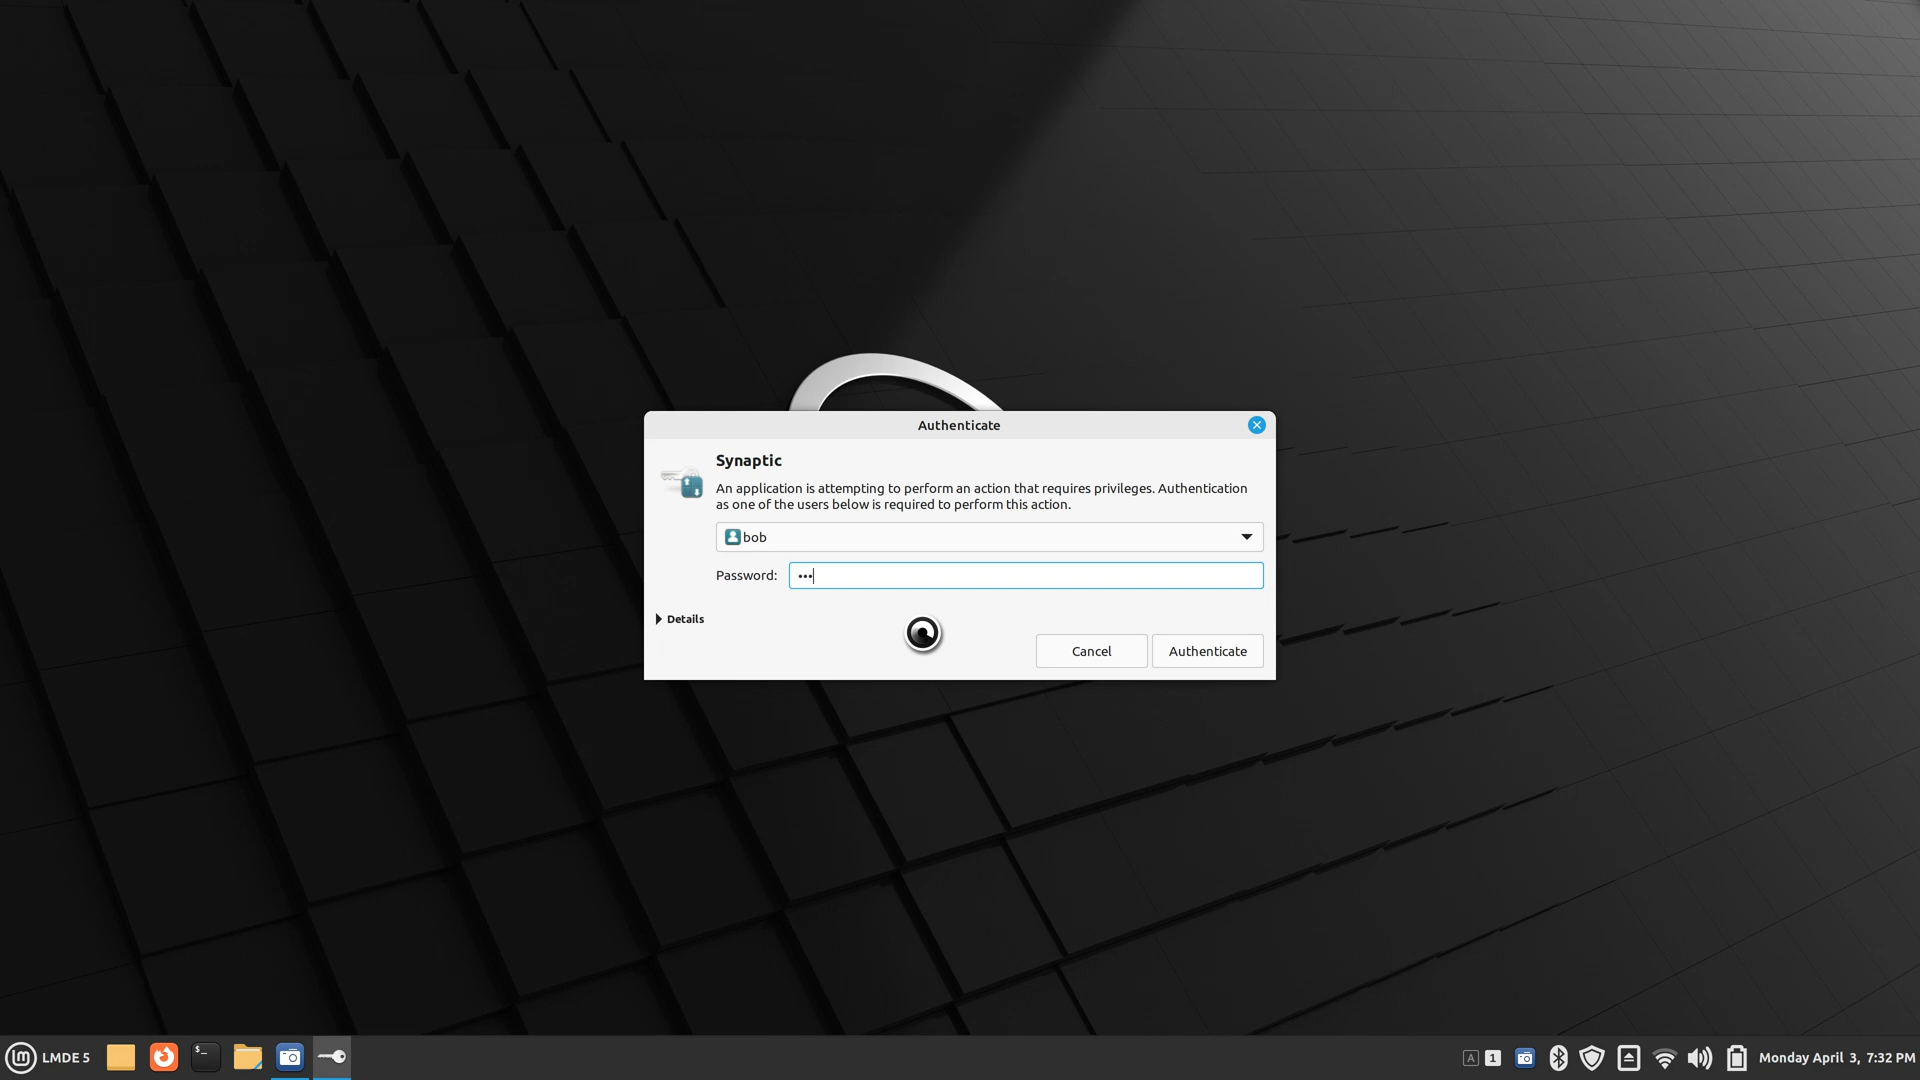 Authenticate
Synaptic
An application is attempting to perform an action that requires privileges. Authentication
as one of the users below is required to perform this action.
bob
Password: •••
Details
Cancel
Authenticate
LMDE 5
$_
A
1
Monday April 3, 7:32 PM